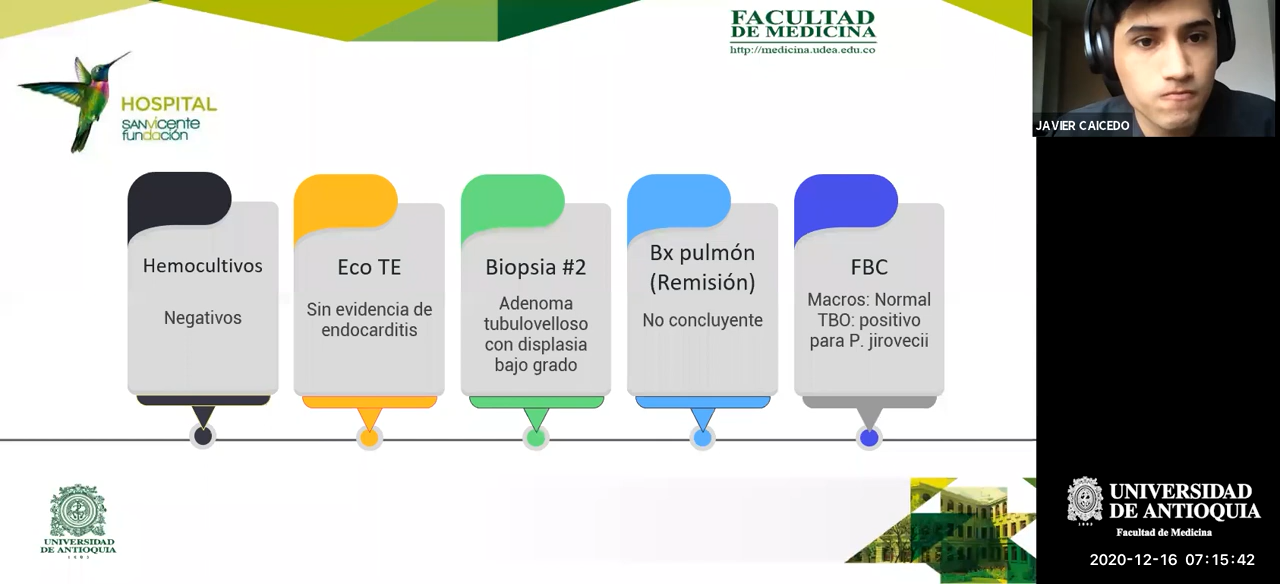 FACULTAD
DE MEDICINA
http://medicina.udea.edu.co
HOSPITAL
SANvicente
fundación
JAVIER CAICEDO
Hemocultivos
Negativos
Eco TE
Sin evidencia de
endocarditis
Biopsia #2
Adenoma
tubulovelloso
con displasia
bajo grado
Bx pulmón
(Remisión)
No concluyente
FBC
Macros: Normal
TBO: positivo
para P. jirovecii
UNIVERSIDAD
DE ANTIOQUIA
1803
UNIVERSIDAD
DE ANTIOQUIA
1803
Facultad de Medicina
2020-12-16 07:15:42